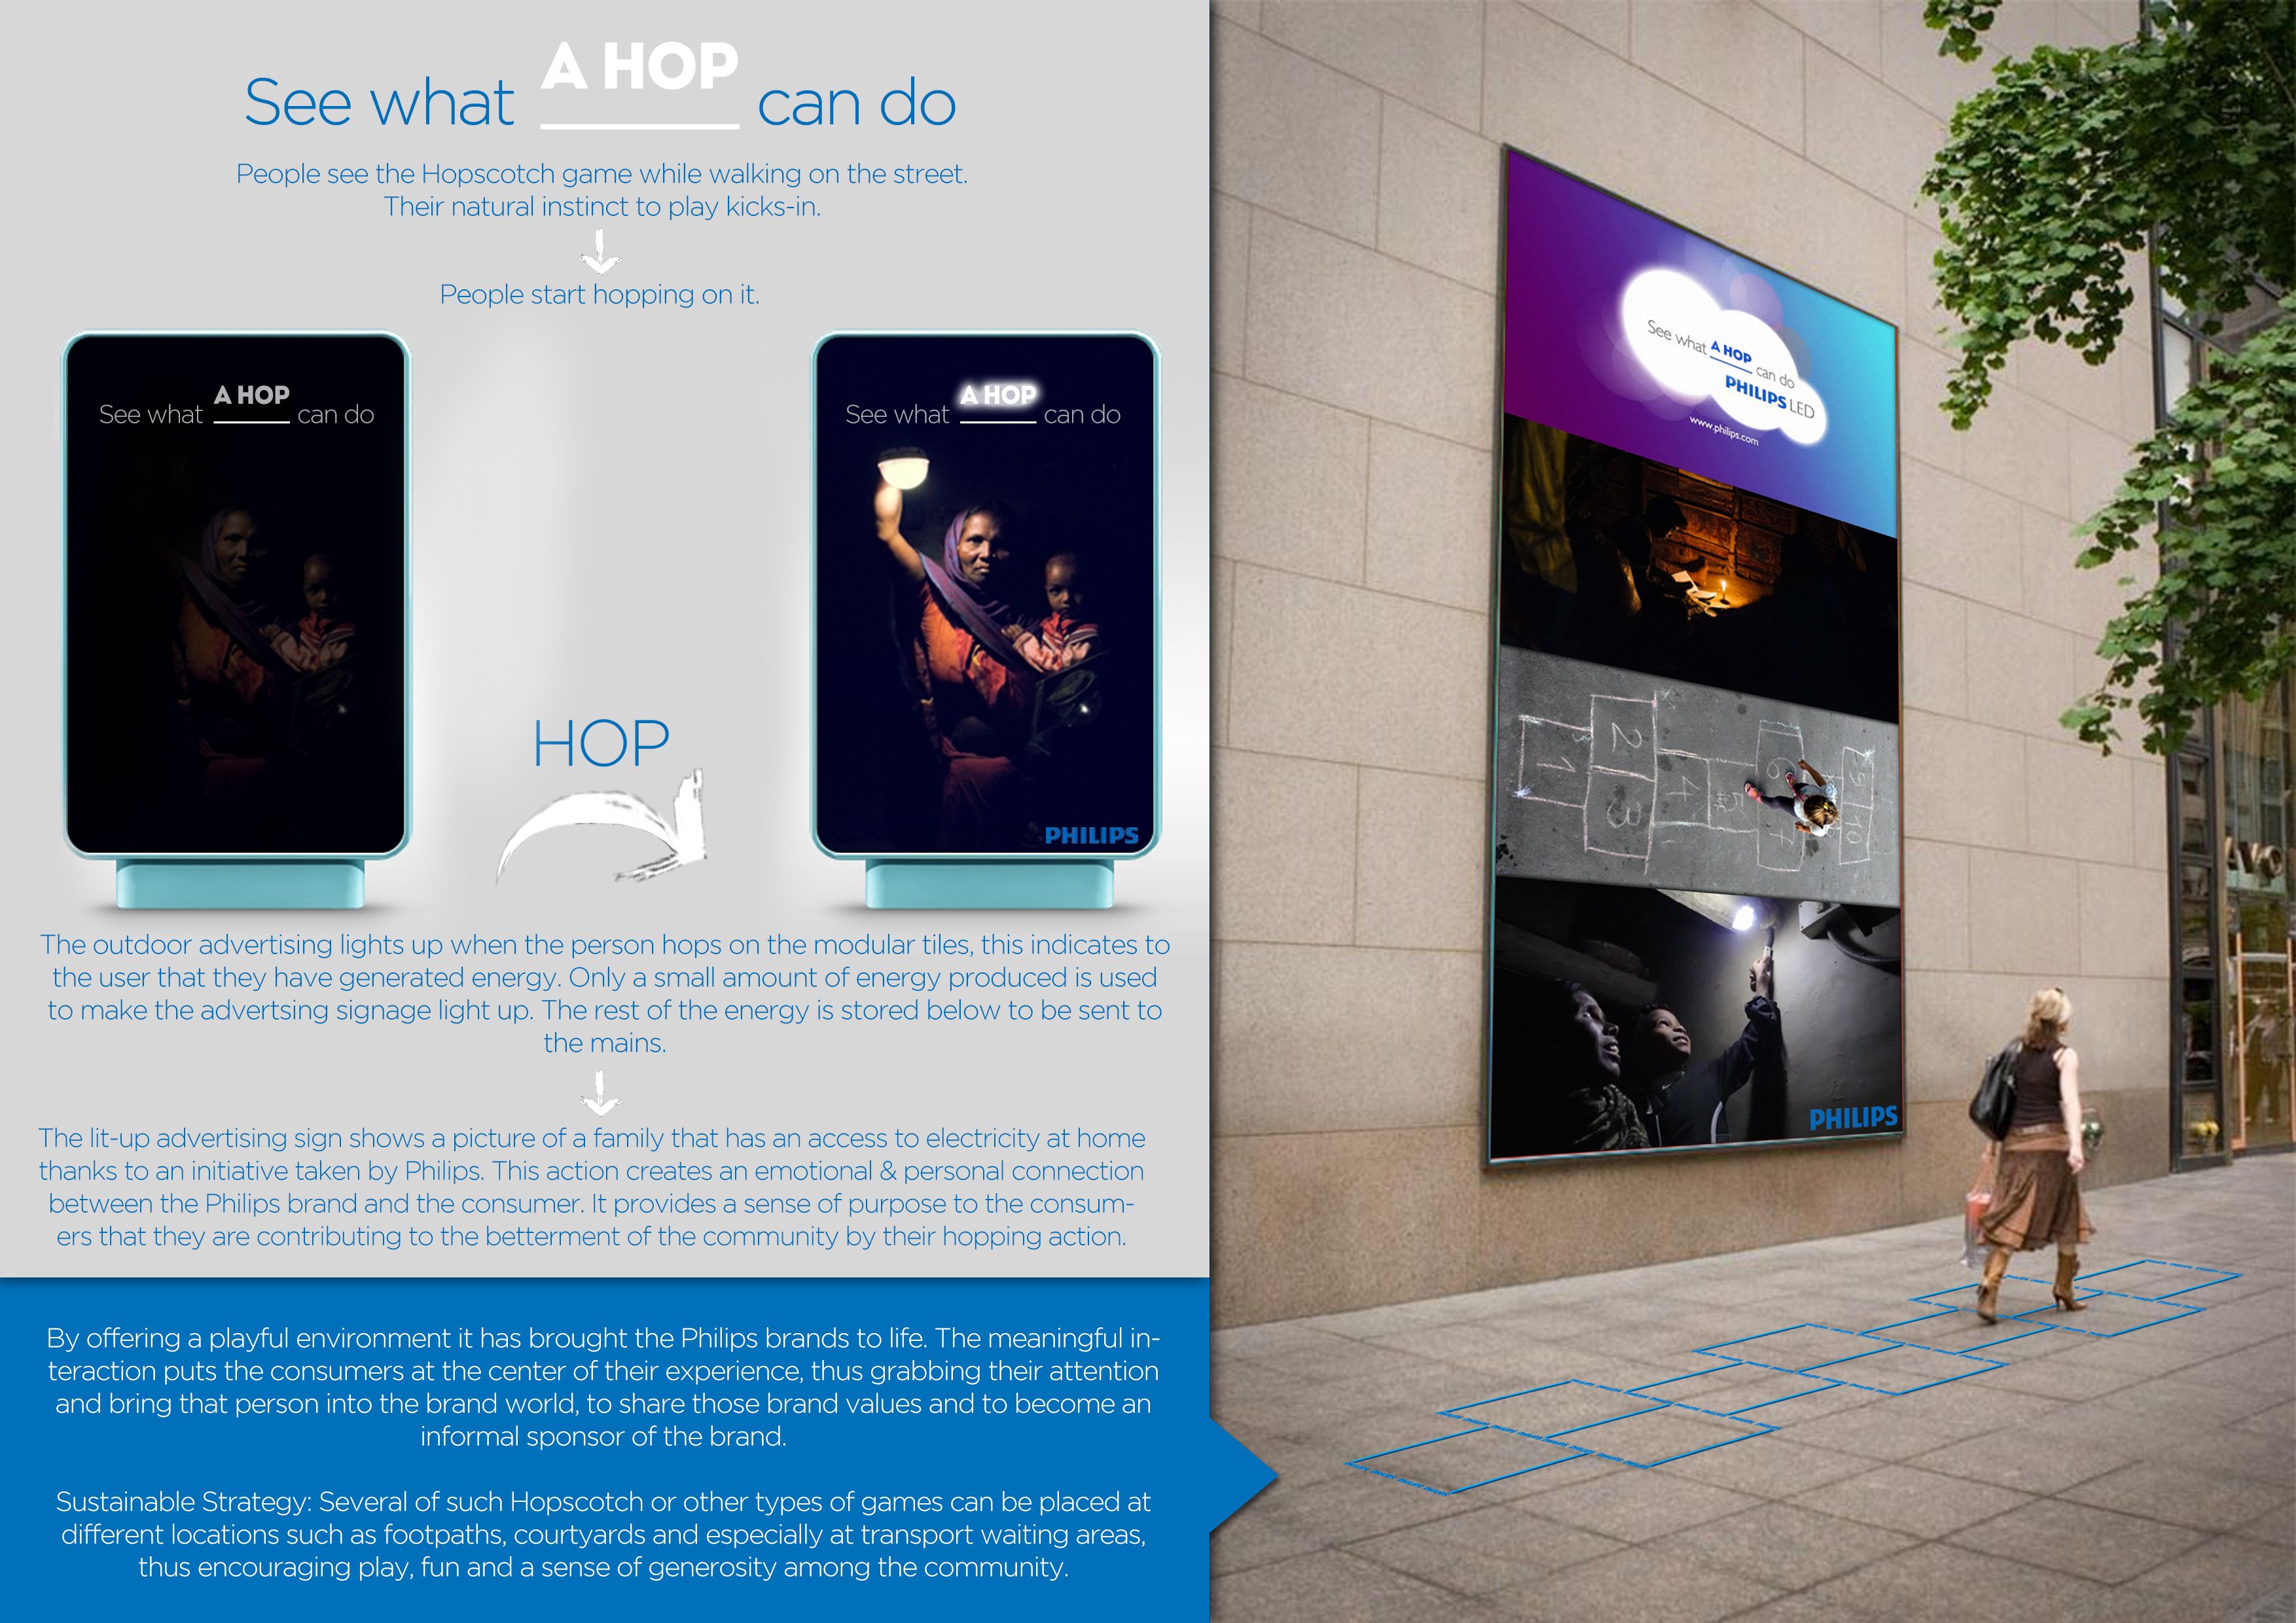 See what A HOP can do
People see the Hopscotch game while walking on the street.
Their natural instinct to play kicks-in.
People start hopping on it.
See what A HOP can do
HOP
See what A HOP can do
PHILIPS
The outdoor advertising lights up when the person hops on the modular tiles, this indicates to
the user that they have generated energy. Only a small amount of energy produced is used
to make the advertsing signage light up. The rest of the energy is stored below to be sent to
the mains.
The lit-up advertising sign shows a picture of a family that has an access to electricity at home
thanks to an initiative taken by Philips. This action creates an emotional & personal connection
between the Philips brand and the consumer. It provides a sense of purpose to the consum-
ers that they are contributing to the betterment of the community by their hopping action.
By offering a playful environment it has brought the Philips brands to life. The meaningful in-
teraction puts the consumers at the center of their experience, thus grabbing their attention
and bring that person into the brand world, to share those brand values and to become an
informal sponsor of the brand.
Sustainable Strategy: Several of such Hopscotch or other types of games can be placed at
different locations such as footpaths, courtyards and especially at transport waiting areas,
thus encouraging play, fun and a sense of generosity among the community.
See what A HOP can do
PHILIPS LED
www.philips.com
1
2
3
4
5
6
7
10
PHILIPS